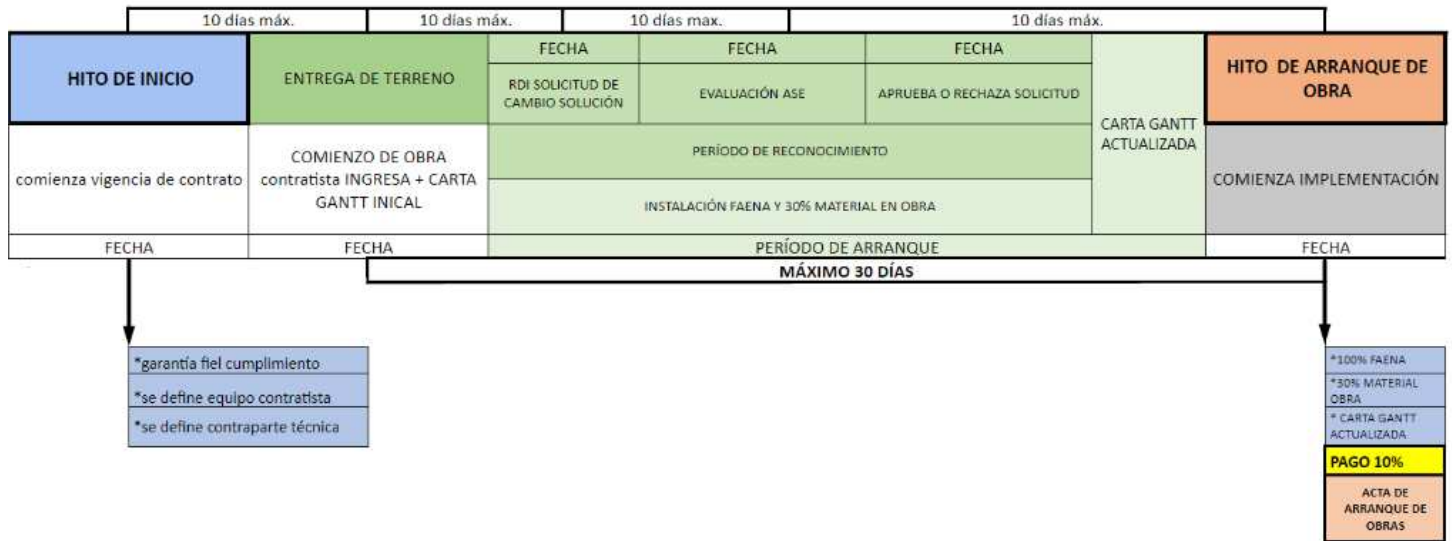 10 días máx.
10 días máx.
10 días max.
10 días máx.
HITO DE INICIO
ENTREGA DE TERRENO
FECHA
FECHA
FECHA
RDI SOLICITUD DE
CAMBIO SOLUCIÓN
EVALUACIÓN ASE
APRUEBA O RECHAZA SOLICITUD
CARTA GANTT
ACTUALIZADA
HITO DE ARRANQUE DE
OBRA
comienza vigencia de contrato
COMIENZO DE OBRA
contratista INGRESA + CARTA
GANTT INICAL
PERÍODO DE RECONOCIMIENTO
INSTALACIÓN FAENA Y 30% MATERIAL EN OBRA
COMIENZA IMPLEMENTACIÓN
FECHA
FECHA
PERÍODO DE ARRANQUE
FECHA
MÁXIMO 30 DÍAS
*garantía fiel cumplimiento
*se define equipo contratista
*se define contraparte técnica
*100% FAENA
*30% MATERIAL
OBRA
* CARTA GANTT
ACTUALIZADA
PAGO 10%
ACTA DE
ARRANQUE DE
OBRAS